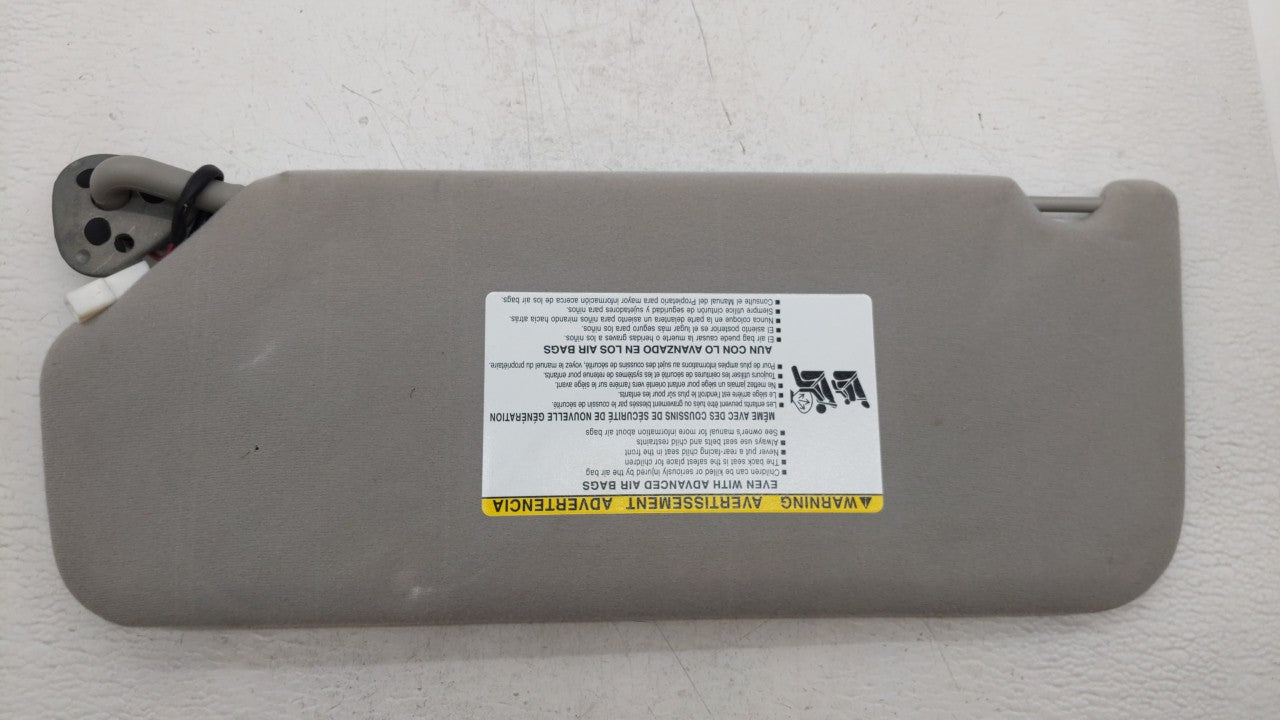 ⚠WARNING AVERTISSEMENT ADVERTENCIA
EVEN WITH ADVANCED AIR BAGS
■ Children can be killed or seriously injured by the air bag
■ The back seat is the safest place for children
■ Never put a rear-facing child seat in the front
■ Always use seat belts and child restraints
■ See owner's manual for more information about air bags
MÊME AVEC DES COUSSINS DE SÉCURITÉ DE NOUVELLE GÉNÉRATION
■ Les enfants peuvent être tués ou gravement blessés par le coussin de sécurité.
■ Le siège arrière est l'endroit le plus sûr pour les enfants.
■ Ne mettez jamais un siège pour enfant orienté vers l'arrière sur le siège avant.
■ Toujours utilisez les ceintures de sécurité et les systèmes de retenue pour enfants.
■ Pour de plus amples informations au sujet des coussins de sécurité, voyez le manuel du propriétaire.
AUN CON LO AVANZADO EN LOS AIR BAGS
■ El air bag puede causar la muerte o heridas graves a los niños.
■ El asiento posterior es el lugar más seguro para los niños.
■ Nunca coloque en la parte delantera un asiento para niños mirando hacia atrás.
■ Siempre utilice cinturón de seguridad y sujetadores para niños.
■ Consulte el Manual del Propietario para mayor información acerca de los air bags.